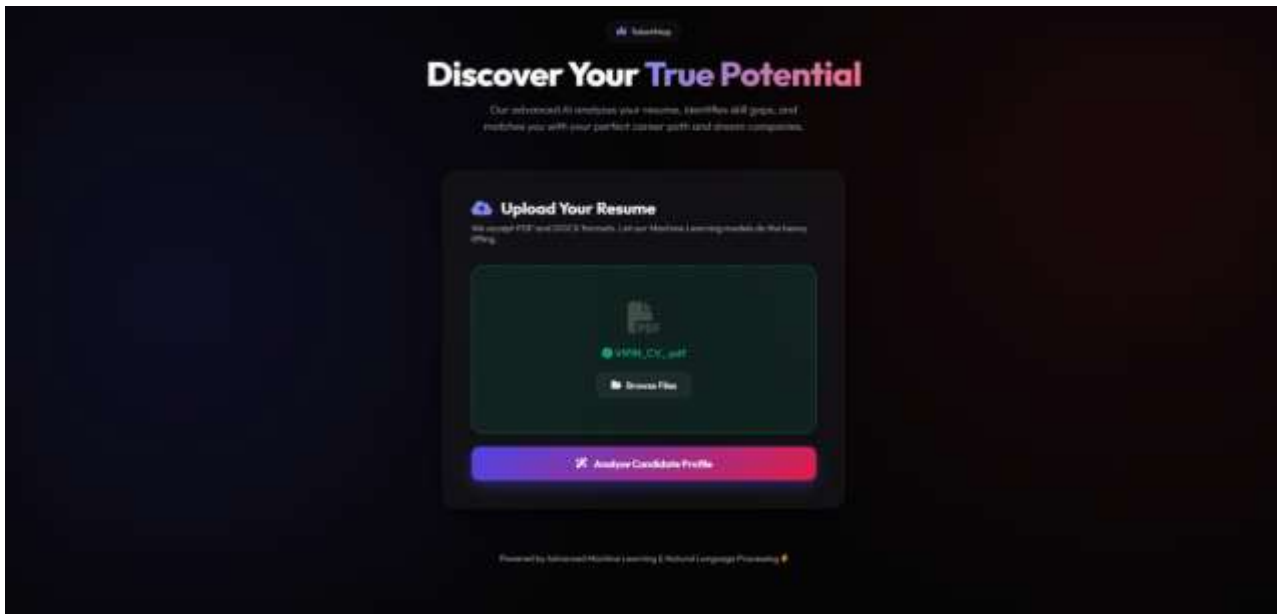 Discover Your True Potential
Our advanced AI analyzes your resume, identifies skill gaps, and
matches you with your perfect career path and dream companies.
Upload Your Resume
We accept PDF and DOCX formats. Let our Machine Learning models do the heavy
lifting.
PDF
Browse Files
Analyze Candidate Profile
Powered by Advanced Machine Learning & Natural Language Processing